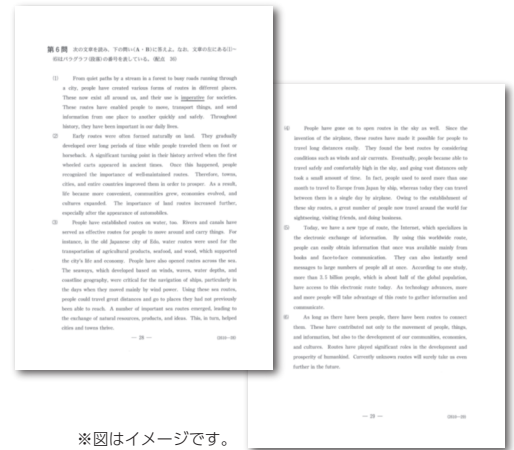 第6問 次の文章を読み、下の問い(A・B)に答えよ。なお、文章の左にある(1)~
(6)はパラグラフ(段落)の番号を表している。(配点 36)
(1) From quiet paths by a stream in a forest to busy roads running through
a city, people have created various forms of routes in different places.
These now exist all around us, and their use is imperative for societies.
These routes have enabled people to move, transport things, and send
information from one place to another quickly and safely. Throughout
history, they have been important in our daily lives.
(2) Early routes were often formed naturally on land. They gradually
developed over long periods of time while people traveled them on foot or
horseback. A significant turning point in their history arrived when the first
wheeled carts appeared in ancient times. Once this happened, people
recognized the importance of well-maintained routes. Therefore, towns,
cities, and entire countries improved them in order to prosper. As a result,
life became more convenient, communities grew, economies evolved, and
cultures expanded. The importance of land routes increased further,
especially after the appearance of automobiles.
(3) People have established routes on water, too. Rivers and canals have
served as effective routes for people to move around and carry things. For
instance, in the old Japanese city of Edo, water routes were used for the
transportation of agricultural products, seafood, and wood, which supported
the city's life and economy. People have also opened routes across the sea.
The seaways, which developed based on winds, waves, water depths, and
coastline geography, were critical for the navigation of ships, particularly in
the days when they moved mainly by wind power. Using these sea routes,
people could travel great distances and go to places they had not previously
been able to reach. A number of important sea routes emerged, leading to
the exchange of natural resources, products, and ideas. This, in turn, helped
cities and towns thrive.
— 28 —
(4) People have gone on to open routes in the sky as well. Since the
invention of the airplane, these routes have made it possible for people to
travel long distances easily. They found the best routes by considering
conditions such as winds and air currents. Eventually, people became able to
travel safely and comfortably high in the sky, and going vast distances only
took a small amount of time. In fact, people used to need more than one
month to travel to Europe from Japan by ship, whereas today they can travel
between them in a single day by airplane. Owing to the establishment of
these sky routes, a great number of people now travel around the world for
sightseeing, visiting friends, and doing business.
(5) Today, we have a new type of route, the Internet, which specializes in
the electronic exchange of information. By using this worldwide route,
people can easily obtain information that once was available mainly from
books and face-to-face communication. They can also instantly send
messages to large numbers of people all at once. According to one study,
more than 3.5 billion people, which is about half of the global population,
have access to this electronic route today. As technology advances, more
and more people will take advantage of this route to gather information and
communicate.
(6) As long as there have been people, there have been routes to connect
them. These have contributed not only to the movement of people, things,
and information, but also to the development of our communities, economies,
and cultures. Routes have played significant roles in the development and
prosperity of humankind. Currently unknown routes will surely take us even
further in the future.
— 29 —
※図はイメージです。